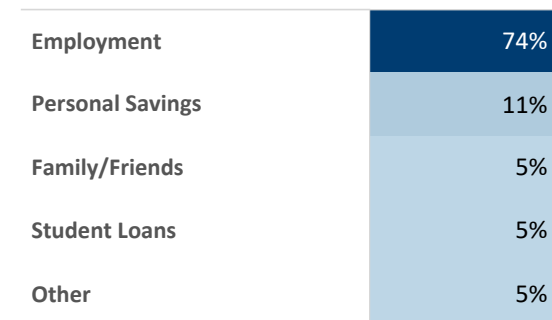 Employment 74%
Personal Savings 11%
Family/Friends 5%
Student Loans 5%
Other 5%